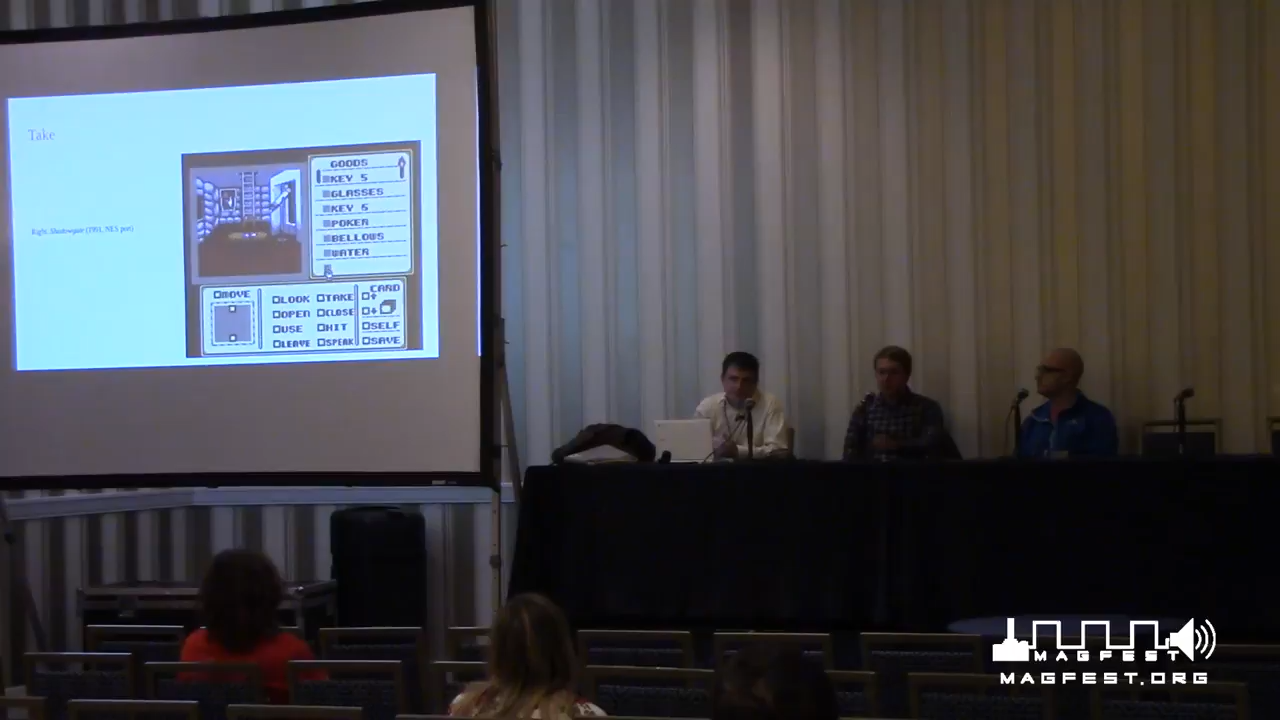 Take
Right, Shadowgate (1991, NES port)
GOODS
KEY 5
GLASSES
KEY 6
POKER
BELLOWS
WATER
MOVE
LOOK
TAKE
OPEN
CLOSE
USE
HIT
LEAVE
SPEAK
CARD
SELF
SAVE
MAGFEST
MAGFEST.ORG